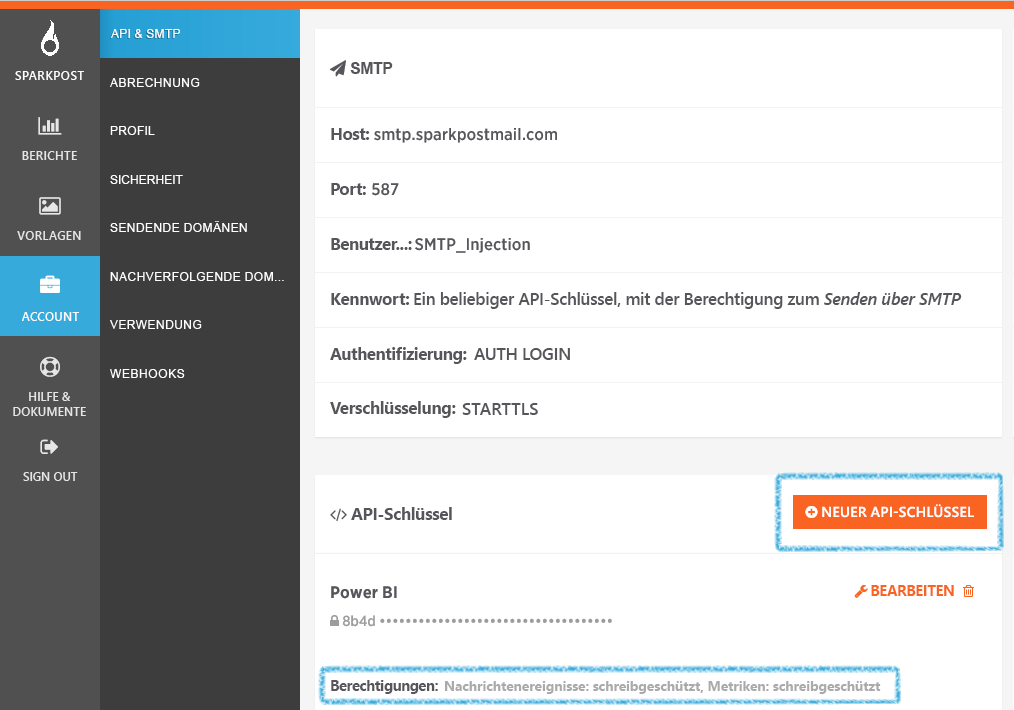 SPARKPOST
BERICHTE
VORLAGEN
ACCOUNT
HILFE &
DOKUMENTE
SIGN OUT
API & SMTP
ABRECHNUNG
PROFIL
SICHERHEIT
SENDENDE DOMÄNEN
NACHVERFOLGENDE DOM...
VERWENDUNG
WEBHOOKS
SMTP
Host: smtp.sparkpostmail.com
Port: 587
Benutzer...: SMTP_Injection
Kennwort: Ein beliebiger API-Schlüssel, mit der Berechtigung zum Senden über SMTP
Authentifizierung: AUTH LOGIN
Verschlüsselung: STARTTLS
</> API-Schlüssel
NEUER API-SCHLÜSSEL
Power BI
BEARBEITEN
8b4d ••••••••••••••••••••••••••••••••••••
Berechtigungen: Nachrichtenereignisse: schreibgeschützt, Metriken: schreibgeschützt